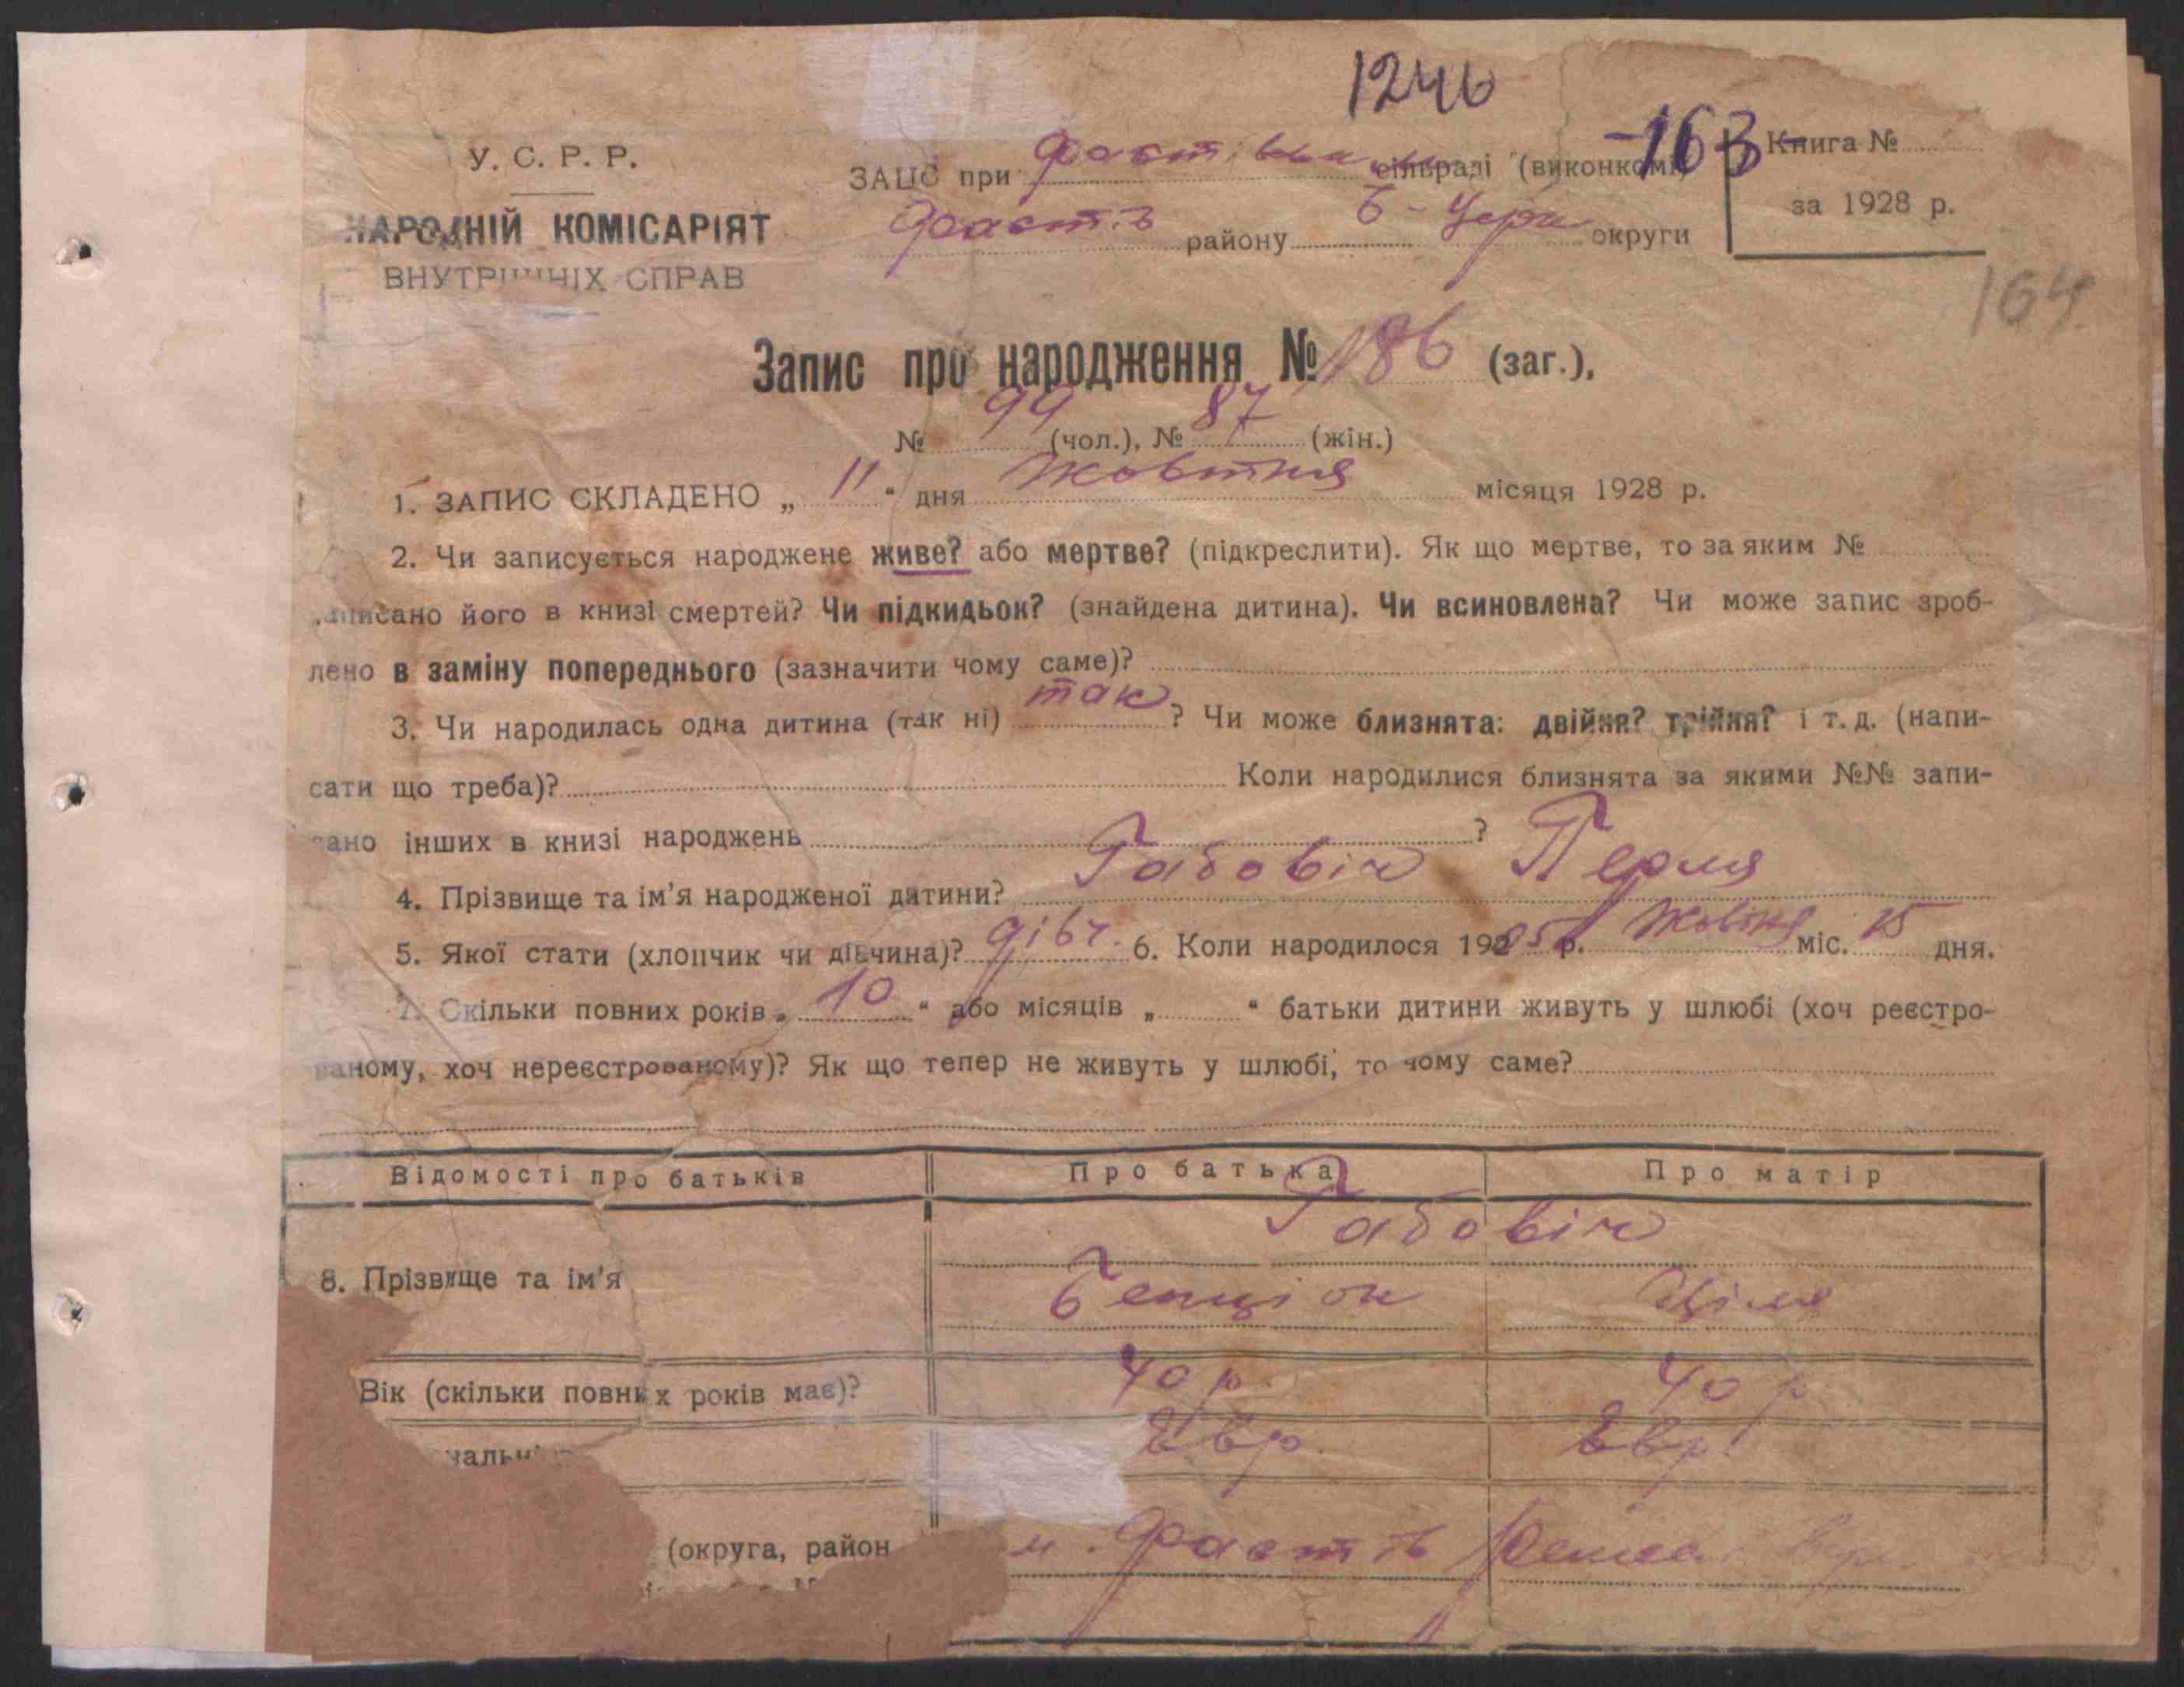 1246
У. С. Р. Р.
ЗАЦС при сільраді (виконкомі)
-163-
Книга №
НАРОДНІЙ КОМІСАРІЯТ
Фастів району Б-Церк округи
за 1928 р.
ВНУТРІШНІХ СПРАВ
164
Запис про народження № 186 (заг.),
№ 99 (чол.), № 87 (жін.)
1. ЗАПИС СКЛАДЕНО „ 11 “ дня жовтня місяця 1928 р.
2. Чи записується народжене живе? або мертве? (підкреслити). Як що мертве, то за яким №
записано його в книзі смертей? Чи підкидьок? (знайдена дитина). Чи всиновлена? Чи може запис зроб-
лено в заміну попереднього (зазначити чому саме)?
3. Чи народилась одна дитина (так ні) так ? Чи може близнята: двійня? трійня? і т. д. (напи-
сати що треба)? Коли народилися близнята за якими №№ запи-
сано інших в книзі народжень ?
4. Прізвище та ім’я народженої дитини? Габовіч Перля
5. Якої стати (хлопчик чи дівчина)? дівч. 6. Коли народилося 1925 р. жовтня міс. 15 дня.
7. Скільки повних років „ 10 “ або місяців „ “ батьки дитини живуть у шлюбі (хоч реєстро-
ваному, хоч нереєстрованому)? Як що тепер не живуть у шлюбі, то чому саме?
Відомості про батьків Про батька Про матір
Габовіч
8. Прізвище та ім’я Бенціон Ціля
Вік (скільки повних років має)? 40 р. 40 р
нальн Євр. Євр.
(округа, район м. Фастів